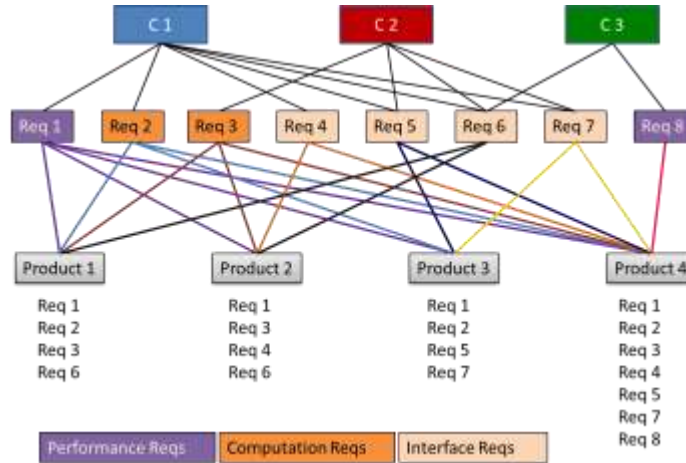 C 1 C 2 C 3
Req 1 Req 2 Req 3 Req 4 Req 5 Req 6 Req 7 Req 8
Product 1 Product 2 Product 3 Product 4
Req 1 Req 1 Req 1 Req 1
Req 2 Req 3 Req 2 Req 2
Req 3 Req 4 Req 5 Req 3
Req 6 Req 6 Req 7 Req 4
Req 5
Req 7
Req 8
Performance Reqs Computation Reqs Interface Reqs